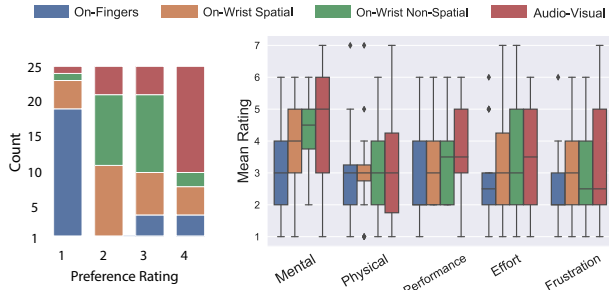 On-Fingers On-Wrist Spatial On-Wrist Non-Spatial Audio-Visual
25
20
15
10
5
1
Count
1 2 3 4
Preference Rating
7
6
5
4
3
2
1
Mean Rating
Mental Physical Performance Effort Frustration